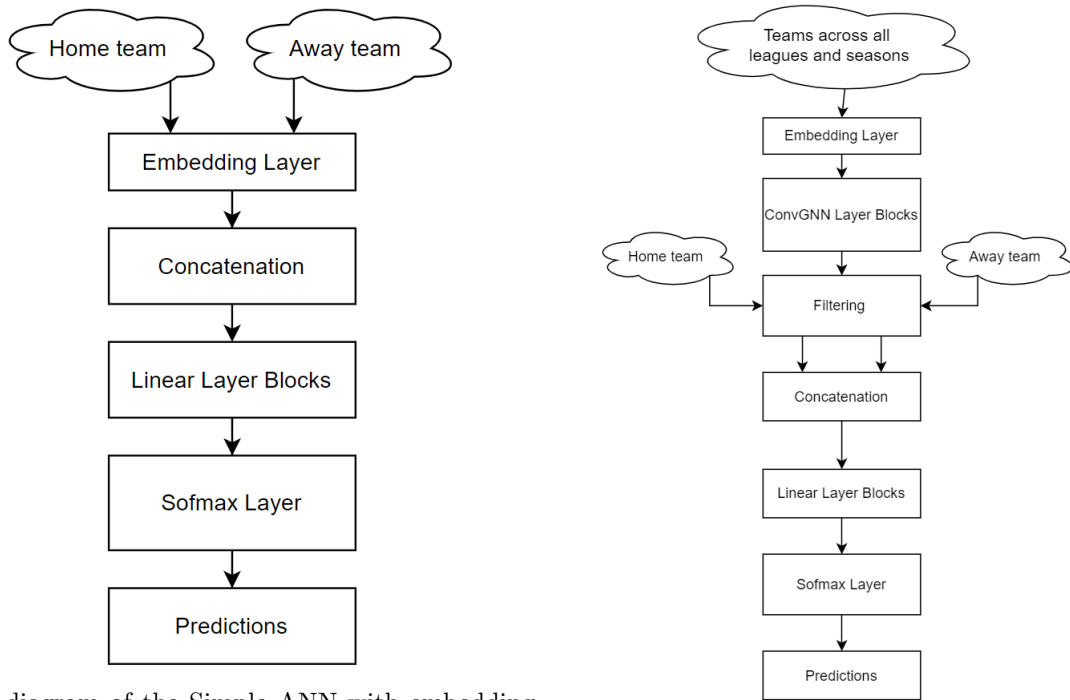 Home team
Away team
Embedding Layer
Concatenation
Linear Layer Blocks
Sofmax Layer
Predictions
diagram of the Simple ANN with embedding
Teams across all
leagues and seasons
Embedding Layer
ConvGNN Layer Blocks
Home team
Away team
Filtering
Concatenation
Linear Layer Blocks
Sofmax Layer
Predictions